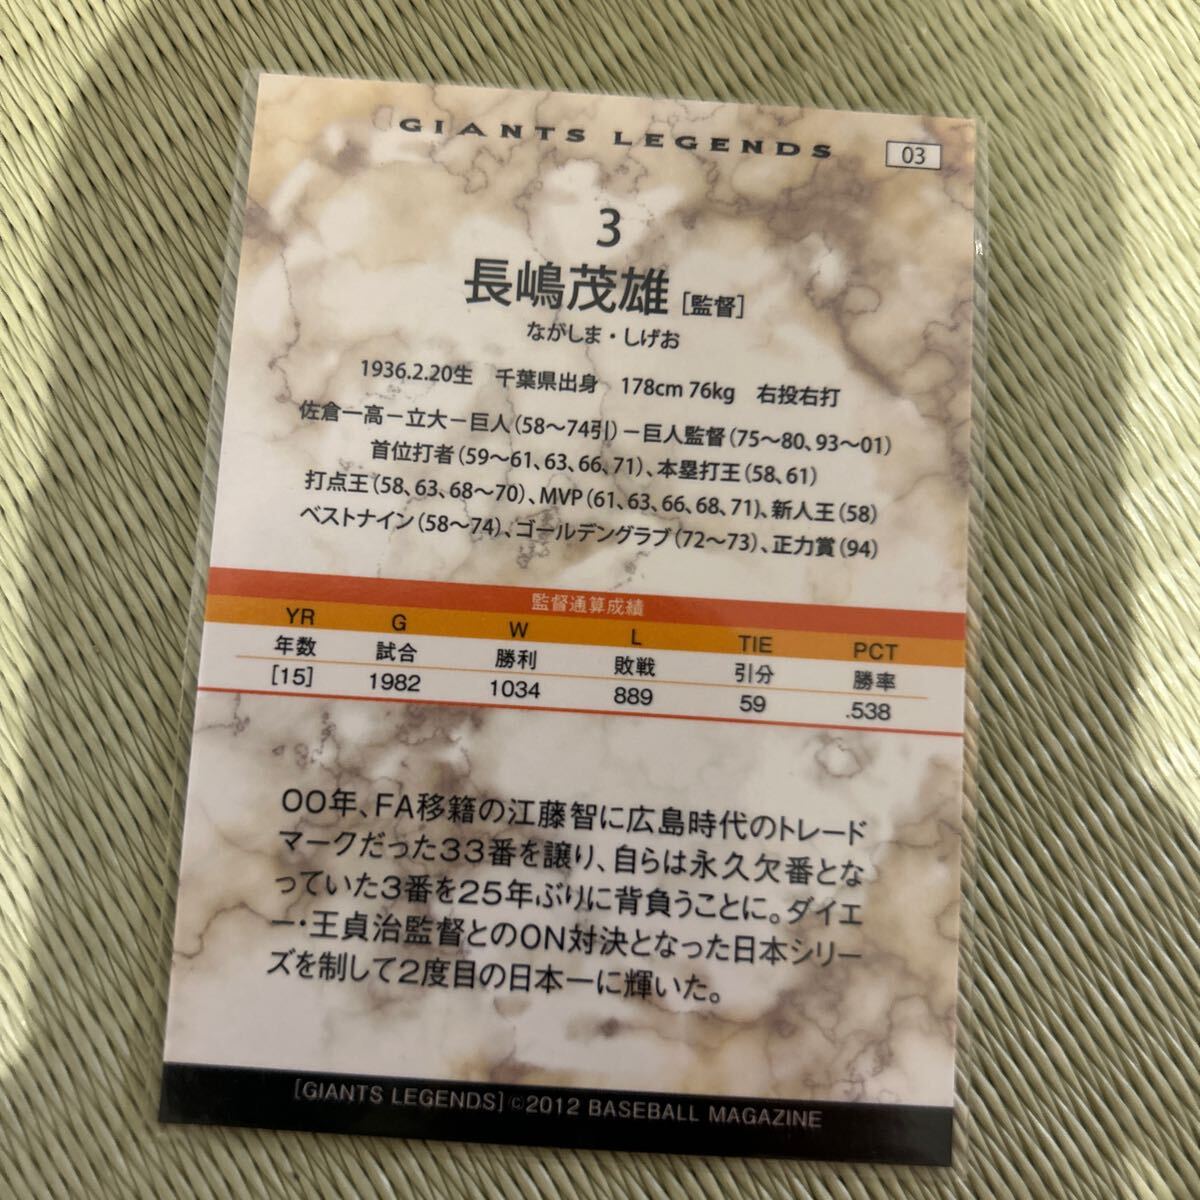 GIANTS LEGENDS
03
3
長嶋茂雄[監督]
ながしま・しげお
1936.2.20生　千葉県出身　178cm 76kg　右投右打
佐倉一高－立大－巨人(58〜74引)－巨人監督(75〜80、93〜01)
首位打者(59〜61、63、66、71)、本塁打王(58、61)
打点王(58、63、68〜70)、MVP(61、63、66、68、71)、新人王(58)
ベストナイン(58〜74)、ゴールデングラブ(72〜73)、正力賞(94)
監督通算成績
YR G W L TIE PCT
年数 試合 勝利 敗戦 引分 勝率
[15] 1982 1034 889 59 .538
00年、FA移籍の江藤智に広島時代のトレード
マークだった33番を譲り、自らは永久欠番とな
っていた3番を25年ぶりに背負うことに。ダイエ
ー・王貞治監督とのON対決となった日本シリー
ズを制して2度目の日本一に輝いた。
[GIANTS LEGENDS]©2012 BASEBALL MAGAZINE